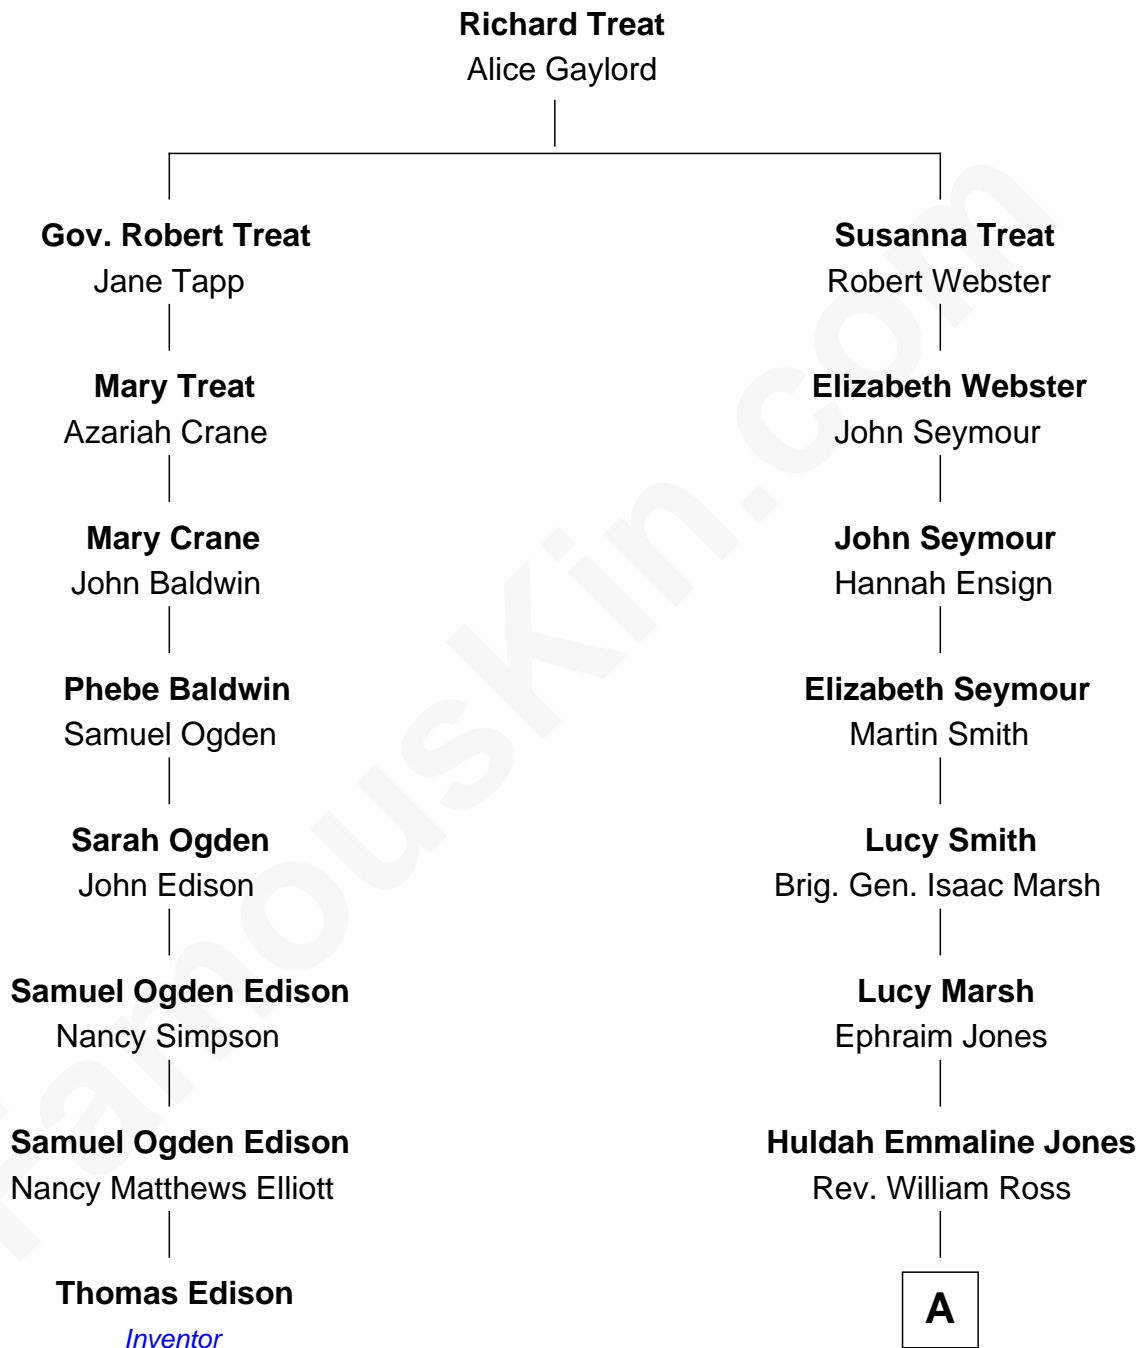 Richard Treat
Alice Gaylord
Gov. Robert Treat
Jane Tapp
Susanna Treat
Robert Webster
Mary Treat
Azariah Crane
Elizabeth Webster
John Seymour
Mary Crane
John Baldwin
John Seymour
Hannah Ensign
Phebe Baldwin
Samuel Ogden
Elizabeth Seymour
Martin Smith
Sarah Ogden
John Edison
Lucy Smith
Brig. Gen. Isaac Marsh
Samuel Ogden Edison
Nancy Simpson
Lucy Marsh
Ephraim Jones
Samuel Ogden Edison
Nancy Matthews Elliott
Huldah Emmaline Jones
Rev. William Ross
Thomas Edison
Inventor
A
FamousKin.com